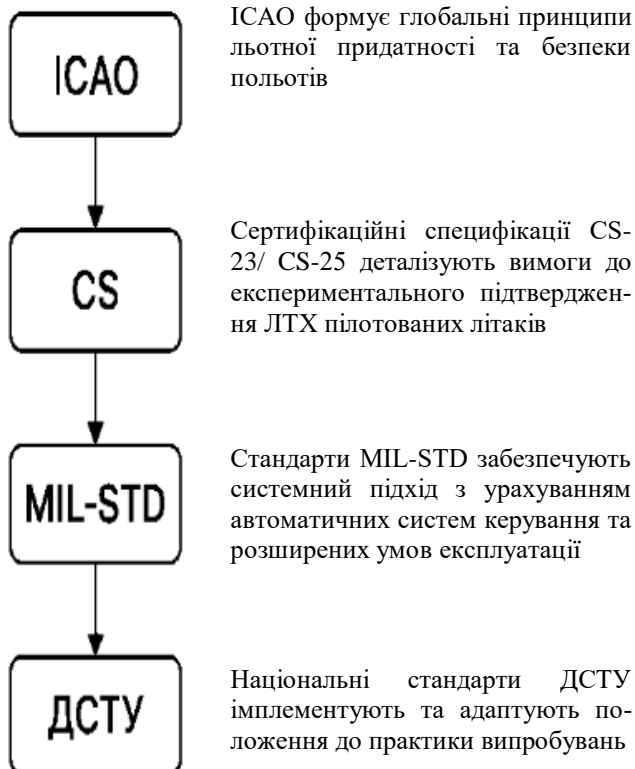 ICAO
ICAO формує глобальні принципи
льотної придатності та безпеки
польотів
CS
Сертифікаційні специфікації CS-
23/ CS-25 деталізують вимоги до
експериментального підтверджен-
ня ЛТХ пілотованих літаків
MIL-STD
Стандарти MIL-STD забезпечують
системний підхід з урахуванням
автоматичних систем керування та
розширених умов експлуатації
ДСТУ
Національні стандарти ДСТУ
імплементують та адаптують по-
ложення до практики випробувань